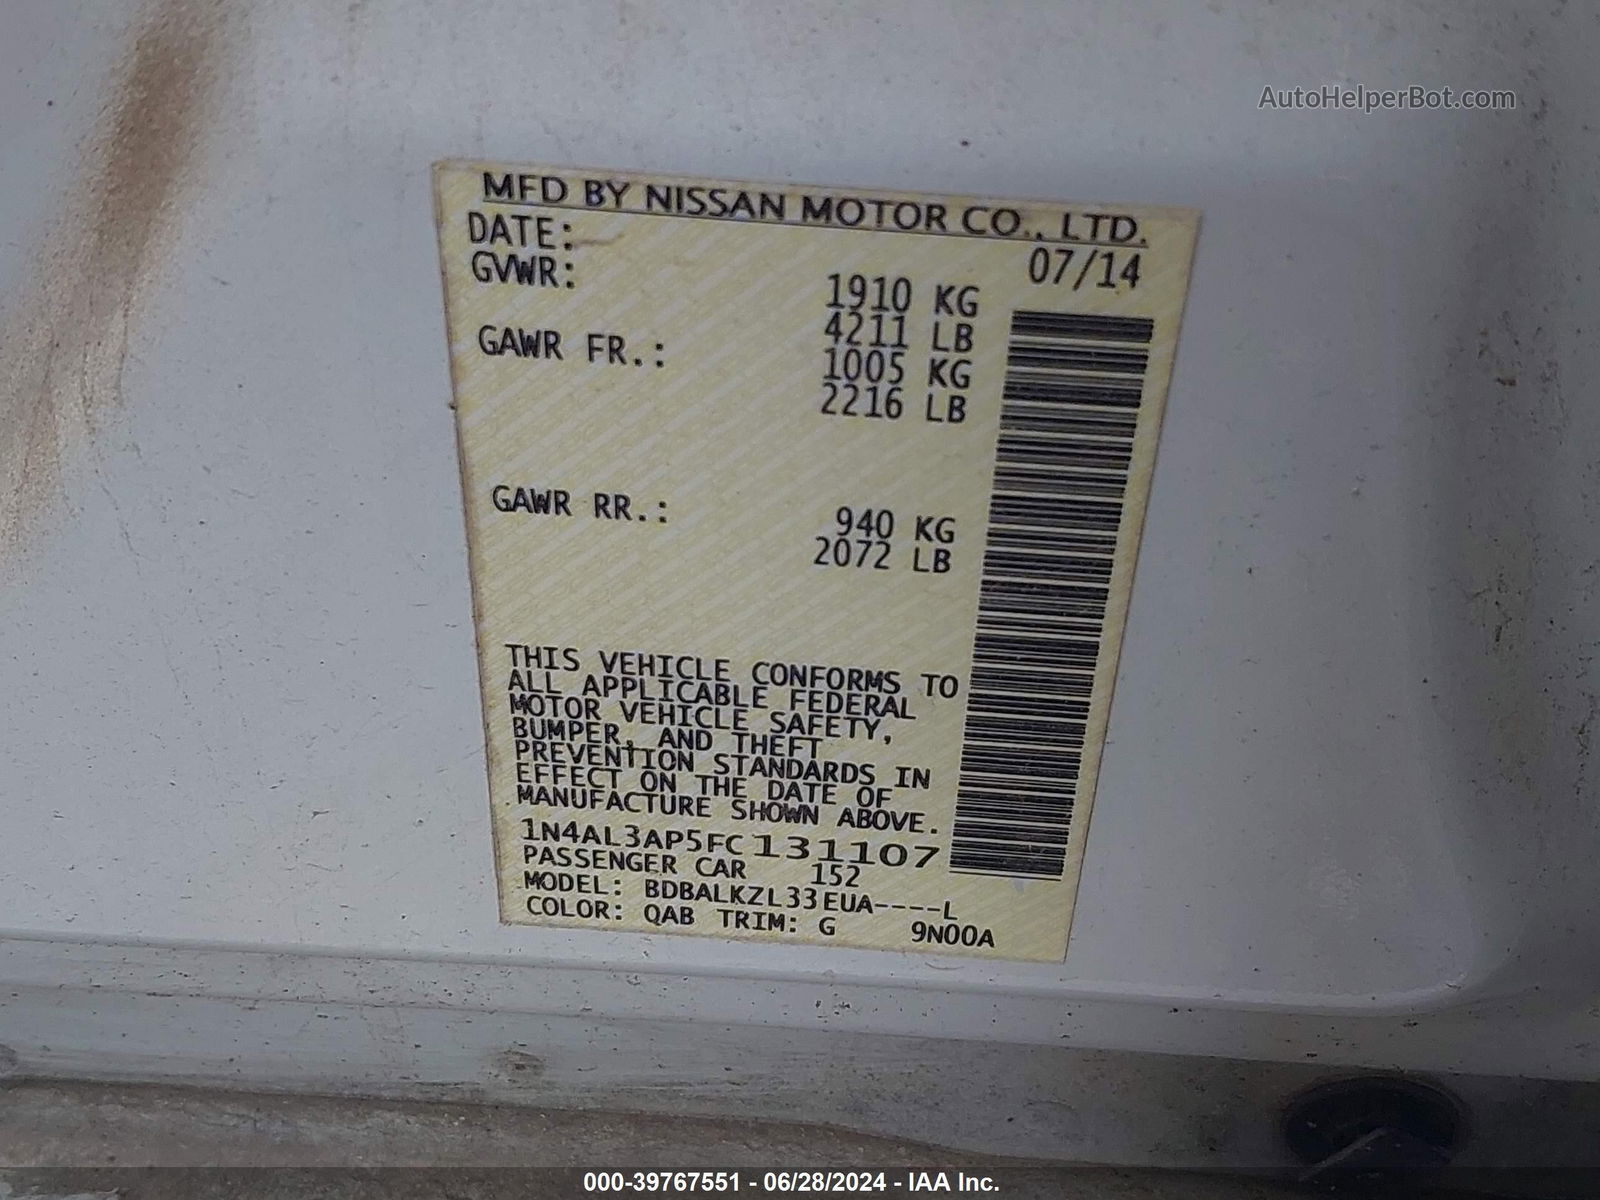 AutoHelperBot.com
MFD BY NISSAN MOTOR CO., LTD.
DATE: 07/14
GVWR: 1910 KG
4211 LB
GAWR FR.: 1005 KG
2216 LB
GAWR RR.: 940 KG
2072 LB
THIS VEHICLE CONFORMS TO
ALL APPLICABLE FEDERAL
MOTOR VEHICLE SAFETY,
BUMPER, AND THEFT
PREVENTION STANDARDS IN
EFFECT ON THE DATE OF
MANUFACTURE SHOWN ABOVE.
1N4AL3AP5FC131107
PASSENGER CAR 152
MODEL: BDBALKZL33EUA----L
COLOR: QAB TRIM: G 9N00A
000-39767551 - 06/28/2024 - IAA Inc.